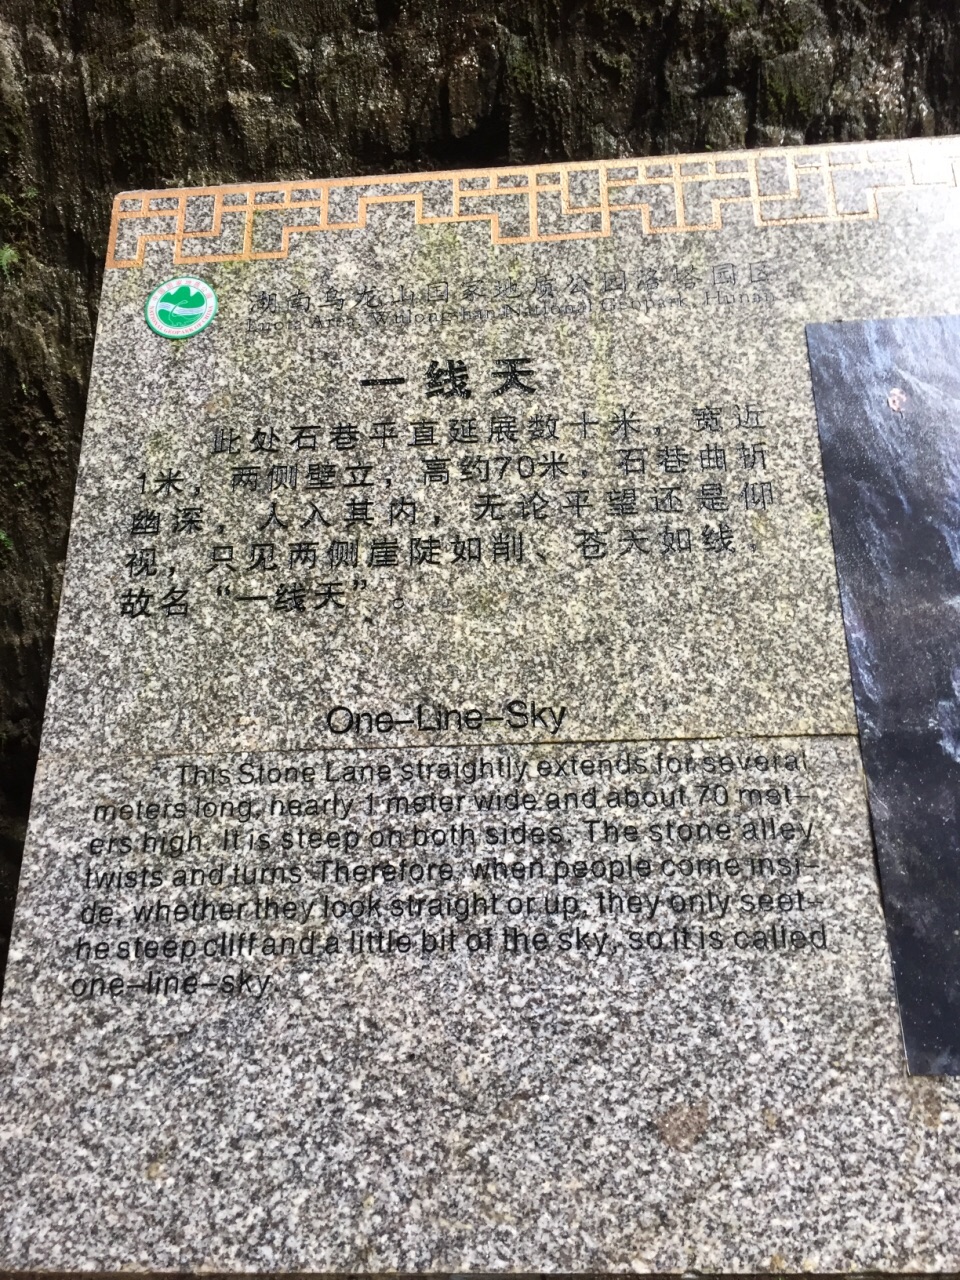 湖南乌龙山国家地质公园洛塔园区
National Park, Hunan
一线天
此处石巷平直延展数十米，宽近
1米，两侧壁立，高约70米。石巷曲折
幽深，人入其内，无论平望还是仰
视，只见两侧崖陡如削、苍天如线，
故名“一线天”。
One-Line-Sky
This Stone Lane straightly extends for several
meters long, nearly 1 meter wide and about 70 met-
ers high. It is steep on both sides. The stone alley
twists and turns. Therefore, when people come insi-
de, whether they look straight or up, they only seet-
he steep cliff and a little bit of the sky, so it is called
one-line-sky.